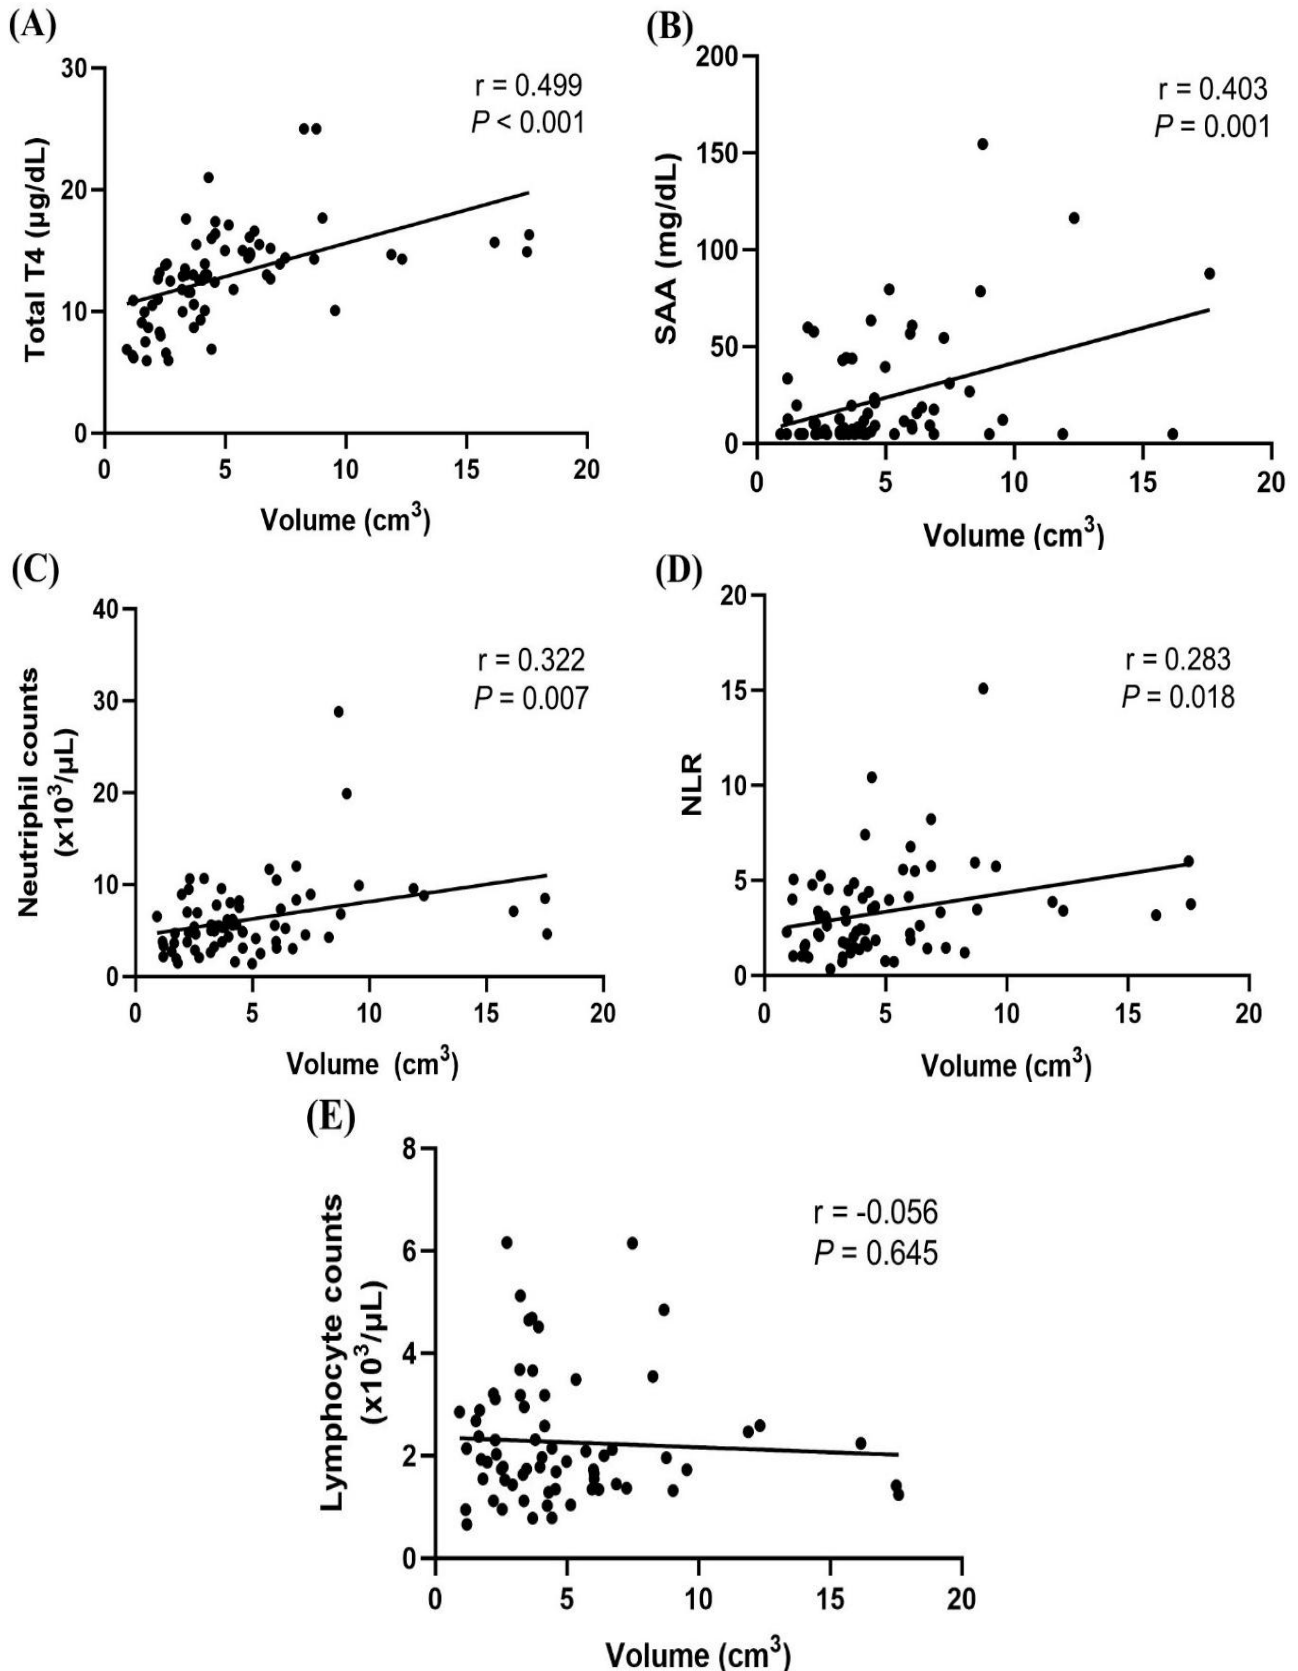 (A)
30
20
10
0
0 5 10 15 20
Total T4 (µg/dL)
Volume (cm³)
r = 0.499
P < 0.001
(B)
200
150
100
50
0
0 5 10 15 20
SAA (mg/dL)
Volume (cm³)
r = 0.403
P = 0.001
(C)
40
30
20
10
0
0 5 10 15 20
Neutriphil counts
(x10³/µL)
Volume (cm³)
r = 0.322
P = 0.007
(D)
20
15
10
5
0
0 5 10 15 20
NLR
Volume (cm³)
r = 0.283
P = 0.018
(E)
8
6
4
2
0
0 5 10 15 20
Lymphocyte counts
(x10³/µL)
Volume (cm³)
r = -0.056
P = 0.645